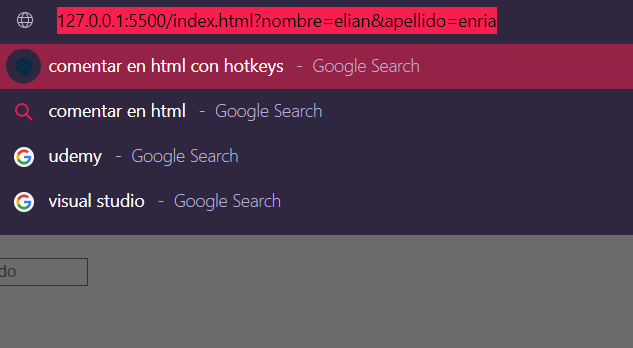 127.0.0.1:5500/index.html?nombre=elian&apellido=enria
comentar en html con hotkeys - Google Search
comentar en html - Google Search
udemy - Google Search
visual studio - Google Search
do